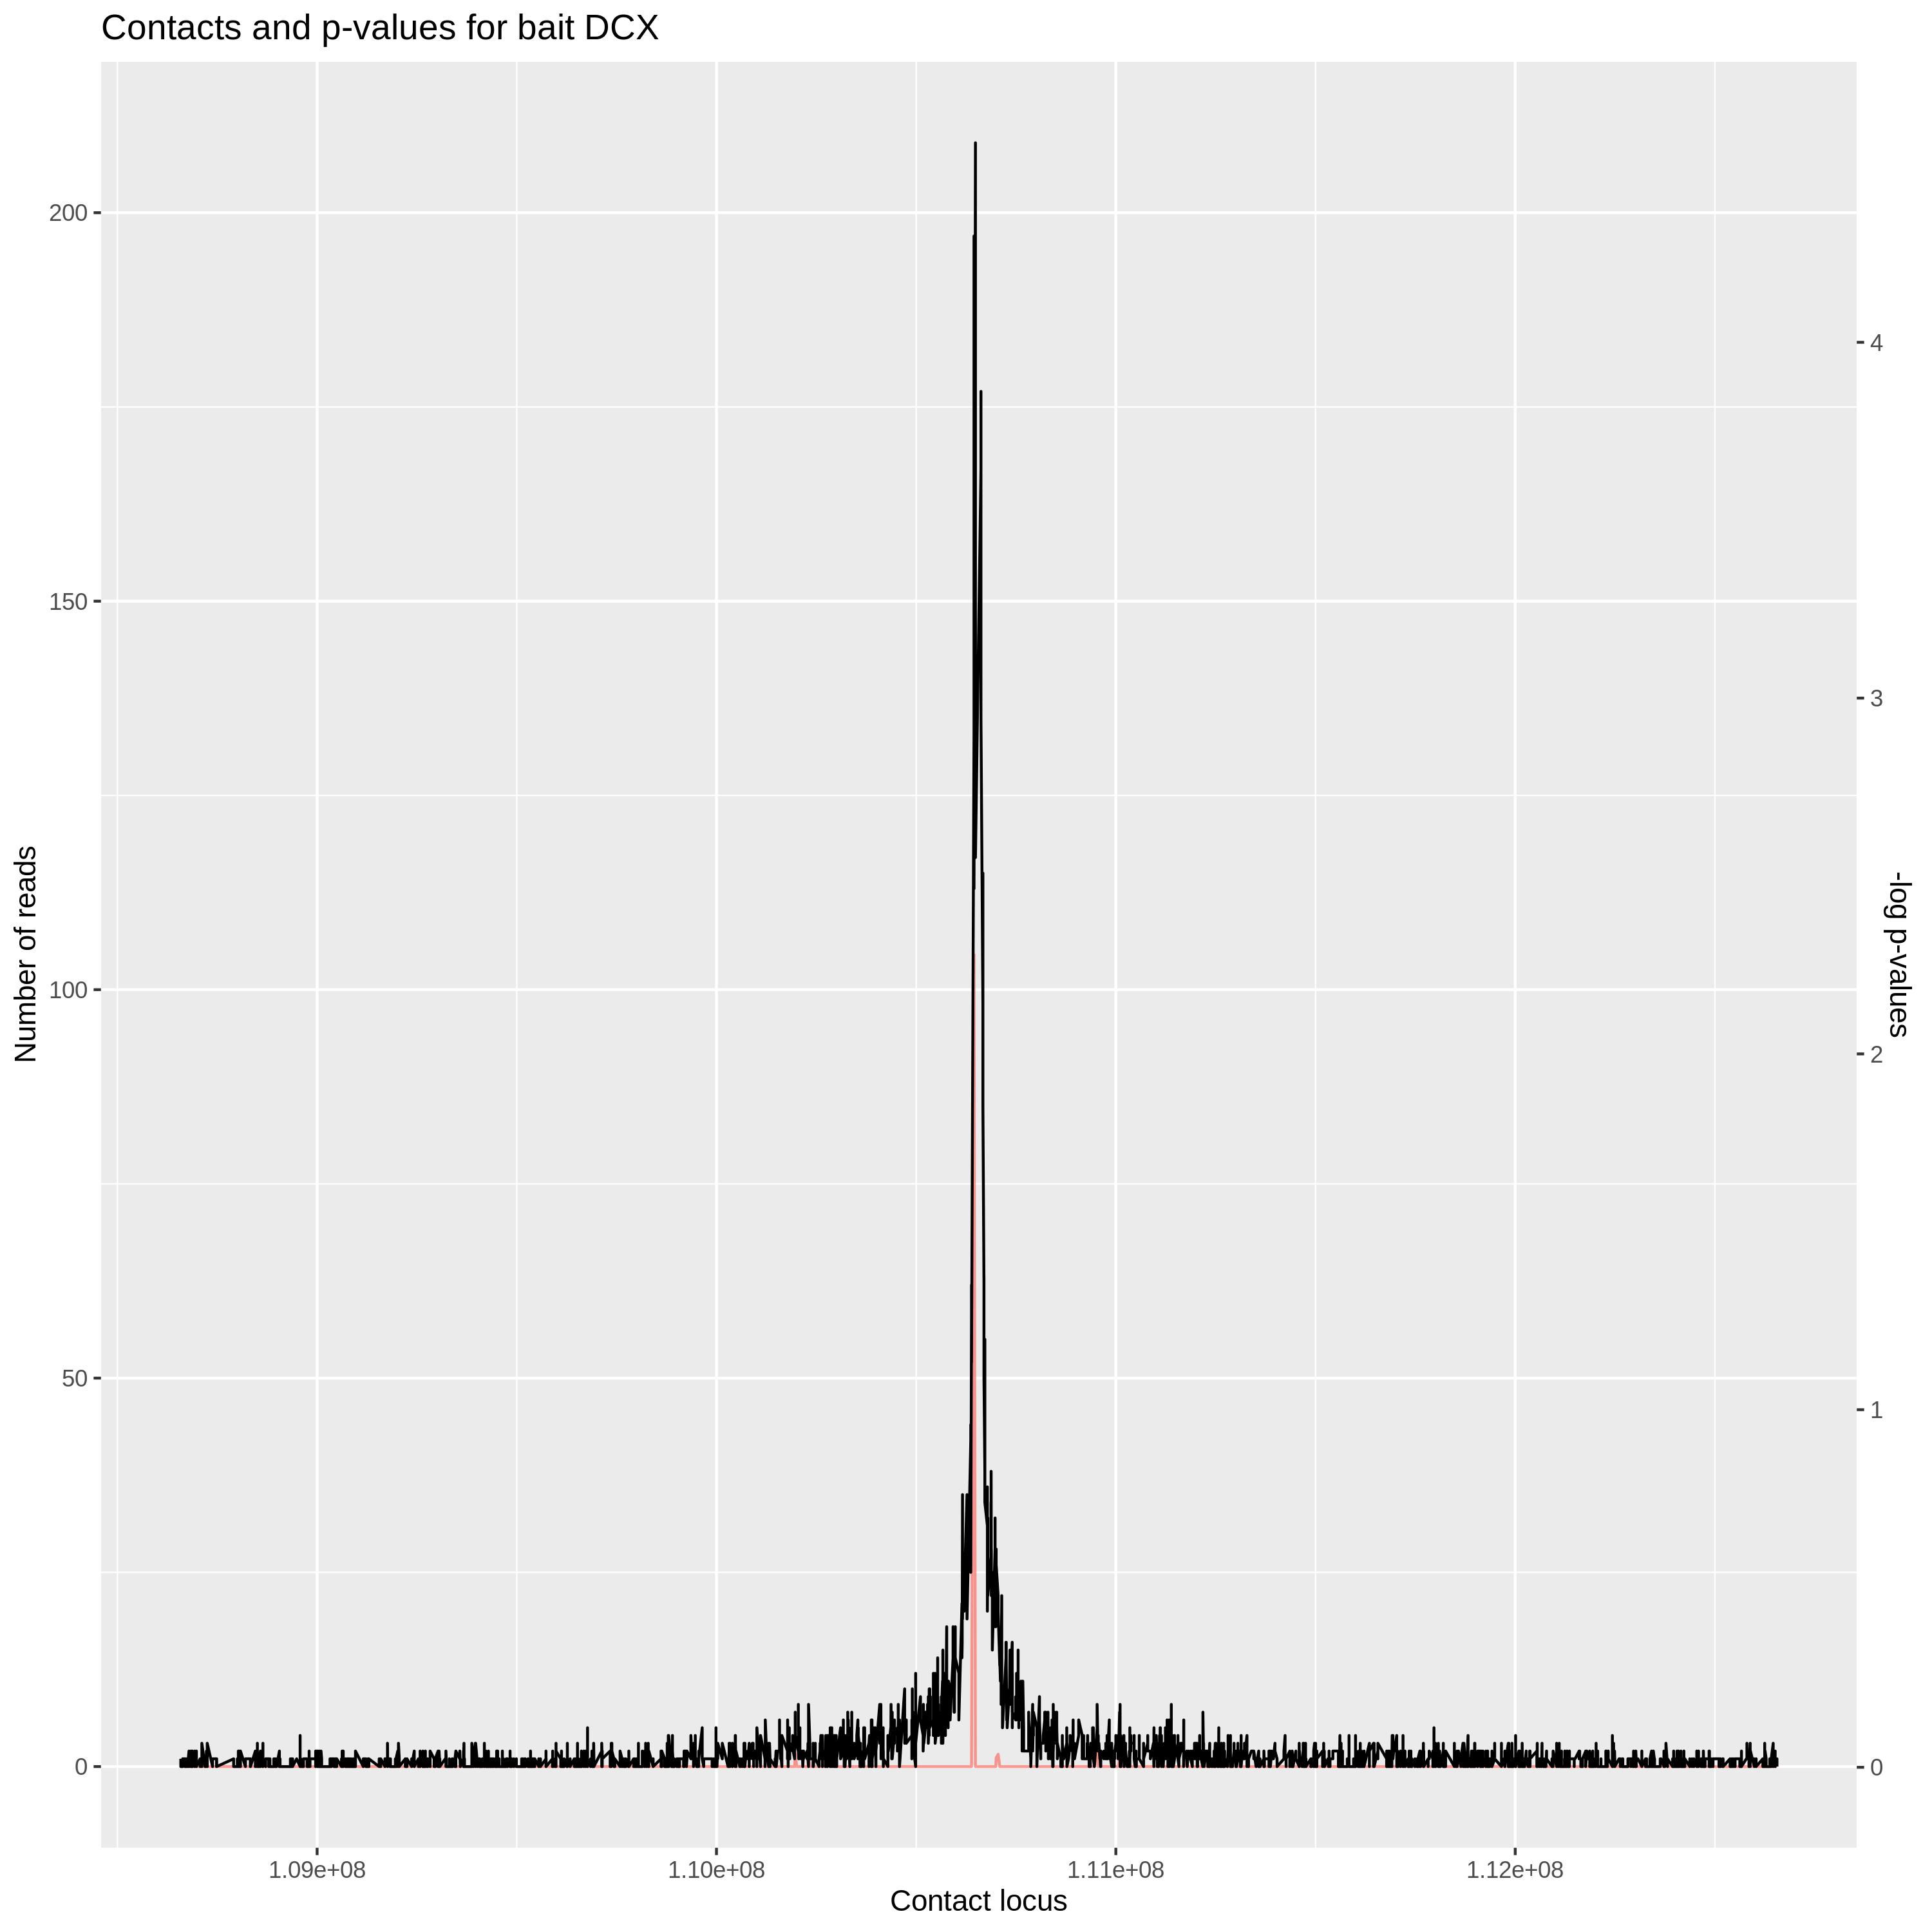 Contacts and p-values for bait DCX
200
150
100
50
0
Number of reads
4
3
2
1
0
-log p-values
1.09e+08 1.10e+08 1.11e+08 1.12e+08
Contact locus